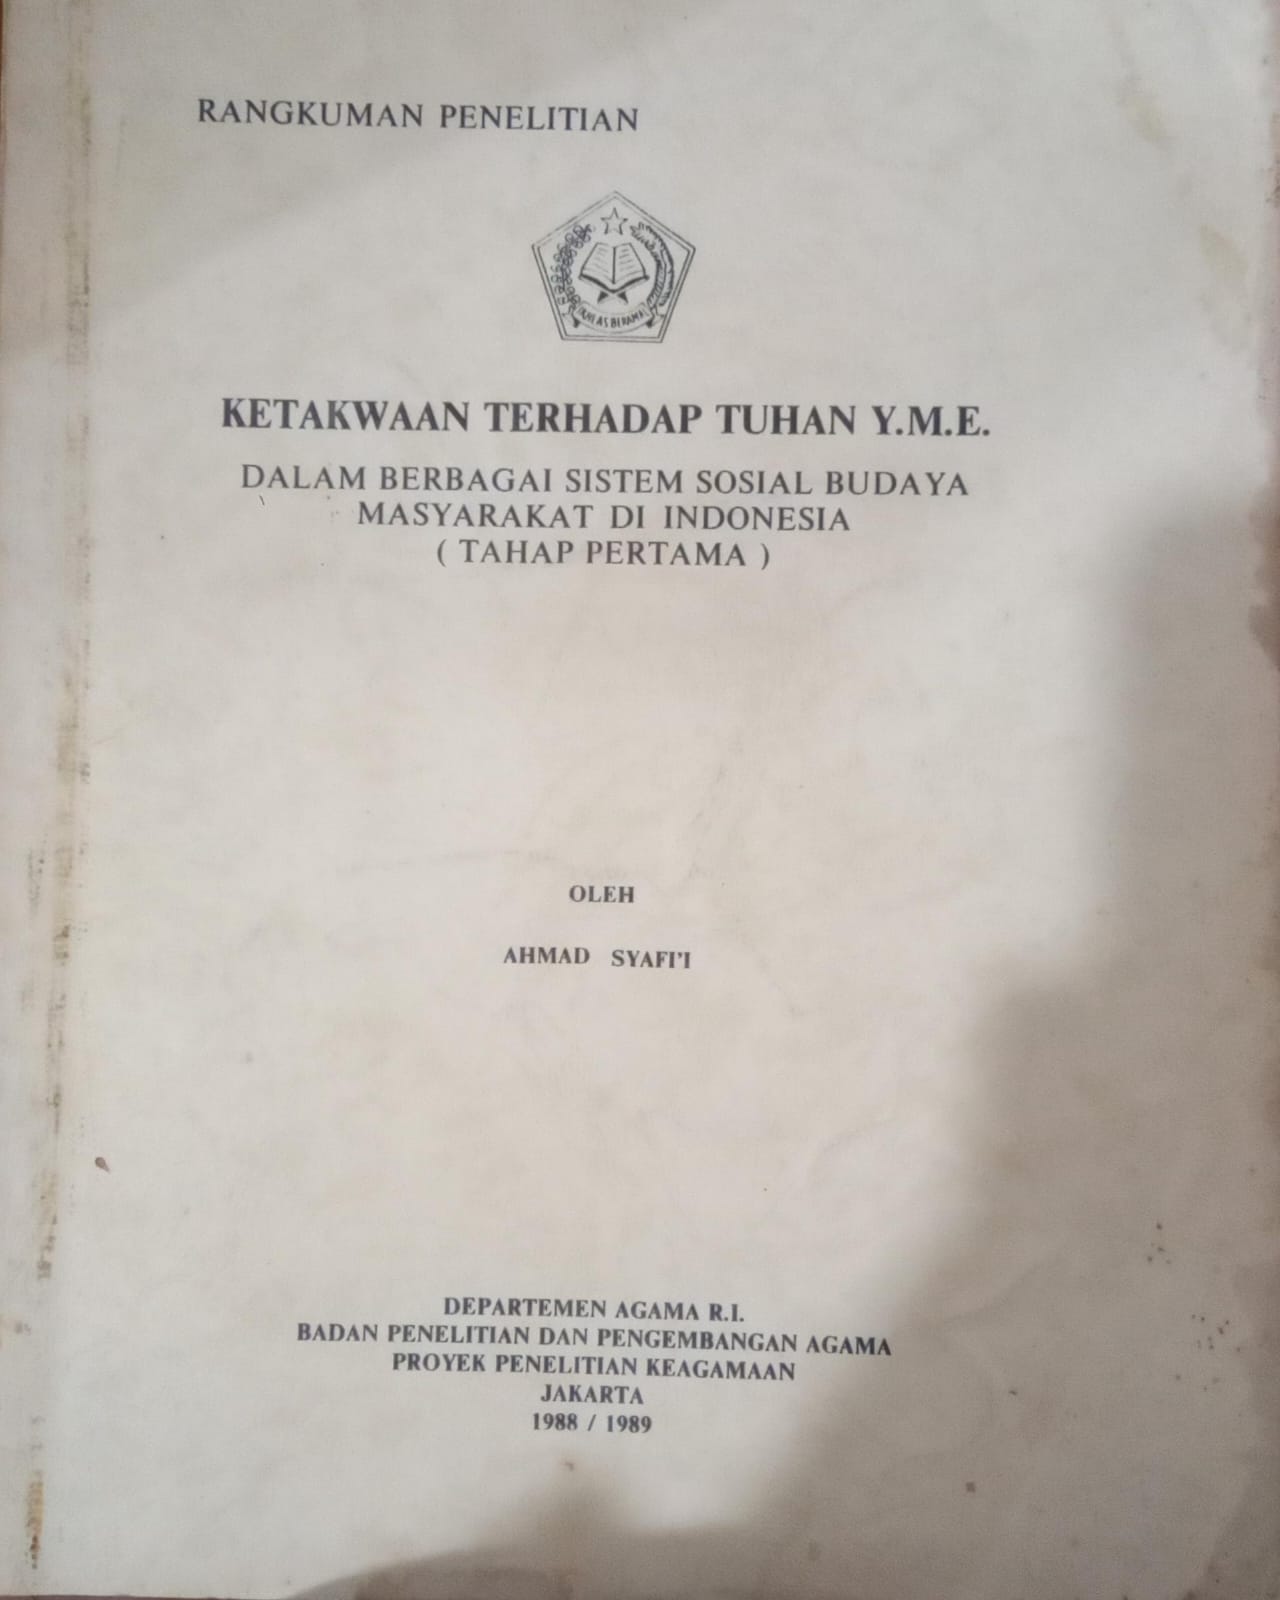 RANGKUMAN PENELITIAN
IKHLAS BERAMAL
KETAKWAAN TERHADAP TUHAN Y.M.E.
DALAM BERBAGAI SISTEM SOSIAL BUDAYA
MASYARAKAT DI INDONESIA
( TAHAP PERTAMA )
OLEH
AHMAD SYAFI'I
DEPARTEMEN AGAMA R.I.
BADAN PENELITIAN DAN PENGEMBANGAN AGAMA
PROYEK PENELITIAN KEAGAMAAN
JAKARTA
1988 / 1989